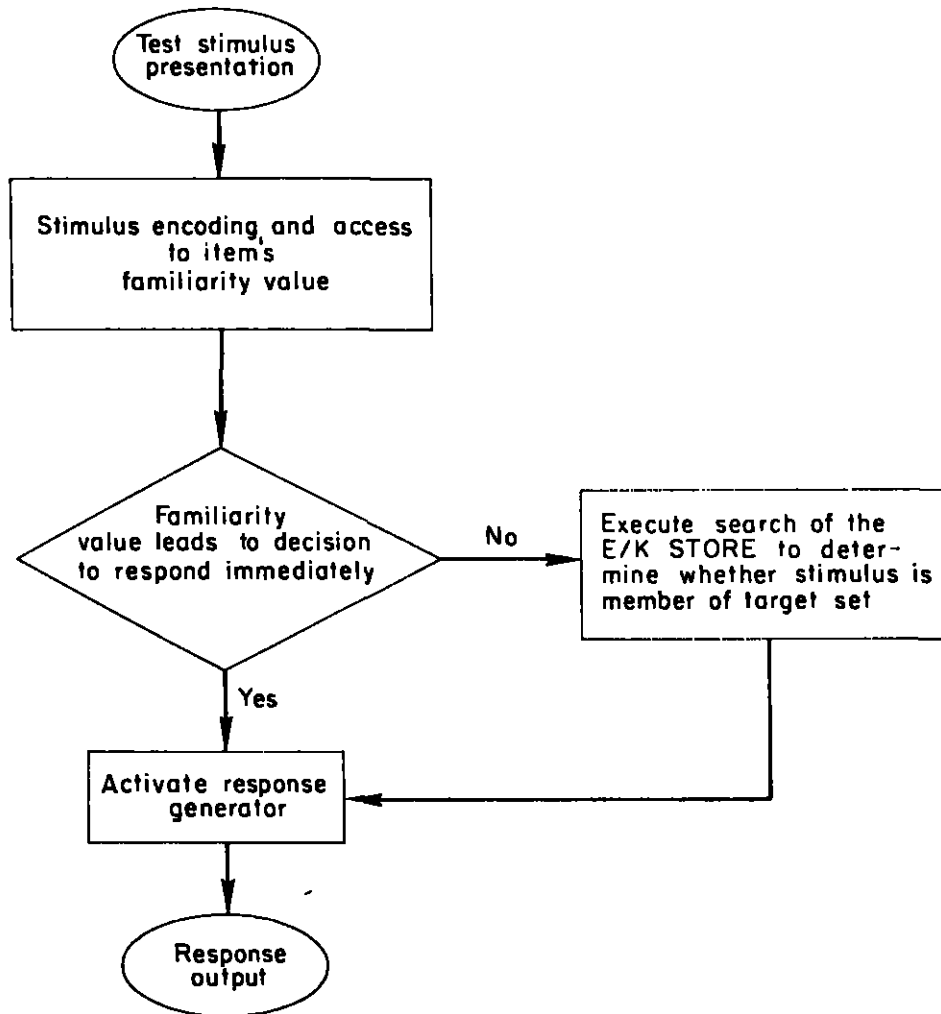 Test stimulus
presentation
Stimulus encoding and access
to item's
familiarity value
Familiarity
value leads to decision
to respond immediately
No
Execute search of the
E/K STORE to deter-
mine whether stimulus is
member of target set
Yes
Activate response
generator
Response
output